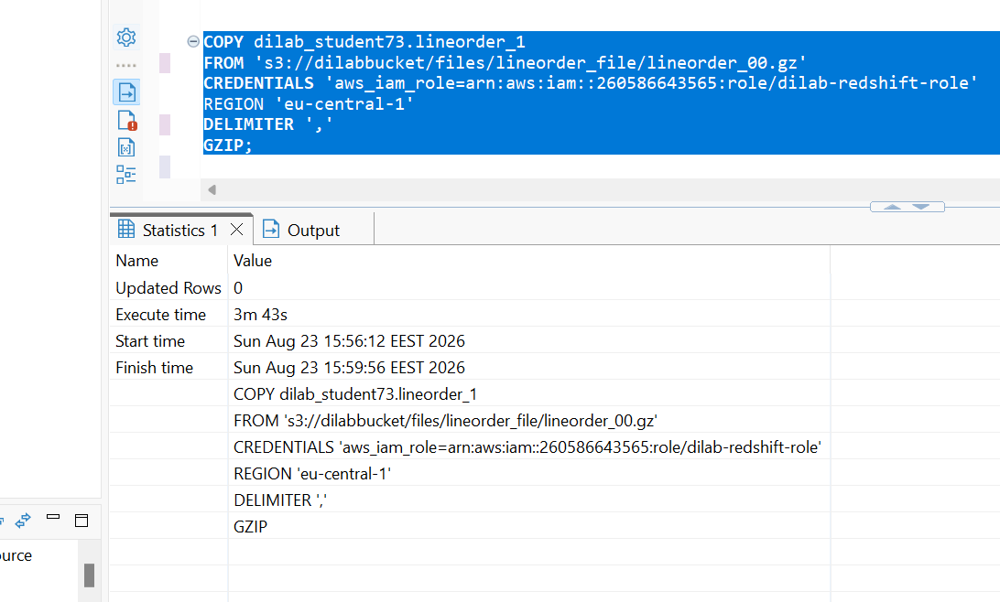 COPY dilab_student73.lineorder_1
FROM 's3://dilabbucket/files/lineorder_file/lineorder_00.gz'
CREDENTIALS 'aws_iam_role=arn:aws:iam::260586643565:role/dilab-redshift-role'
REGION 'eu-central-1'
DELIMITER ','
GZIP;
Statistics 1
Output
Name Value
Updated Rows 0
Execute time 3m 43s
Start time Sun Aug 23 15:56:12 EEST 2026
Finish time Sun Aug 23 15:59:56 EEST 2026
COPY dilab_student73.lineorder_1
FROM 's3://dilabbucket/files/lineorder_file/lineorder_00.gz'
CREDENTIALS 'aws_iam_role=arn:aws:iam::260586643565:role/dilab-redshift-role'
REGION 'eu-central-1'
DELIMITER ','
GZIP